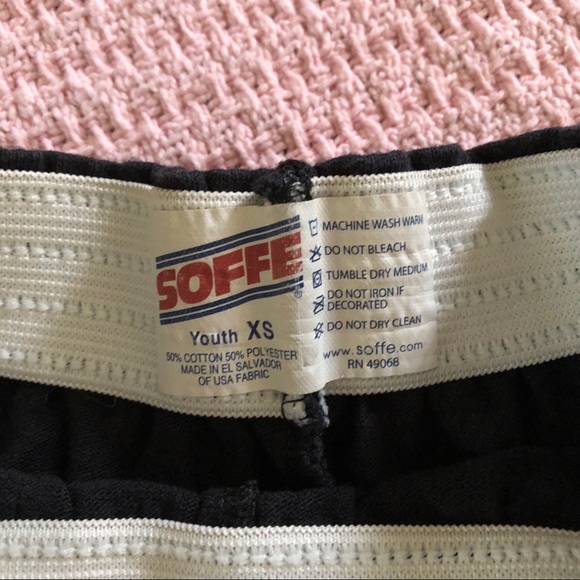 SOFFE
Youth XS
50% COTTON 50% POLYESTER
MADE IN EL SALVADOR
OF USA FABRIC
MACHINE WASH WARM
DO NOT BLEACH
TUMBLE DRY MEDIUM
DO NOT IRON IF
DECORATED
DO NOT DRY CLEAN
www.soffe.com
RN 49068